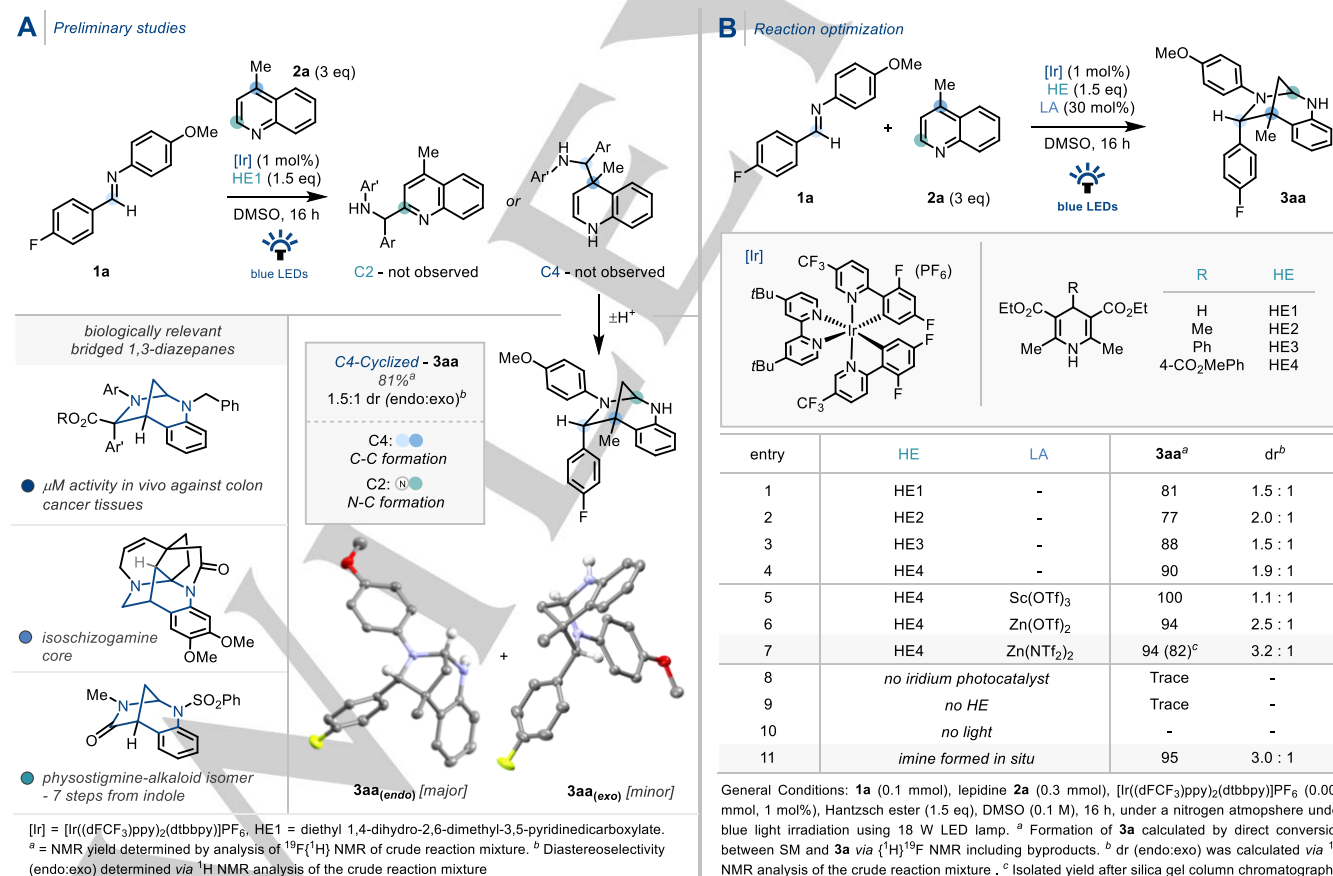 A Preliminary studies
Me
2a (3 eq)
N
OMe
N
H
F
1a
[Ir] (1 mol%)
HE1 (1.5 eq)
DMSO, 16 h
blue LEDs
Me
Ar'
HN
N
Ar
or
H
N
Ar
Ar'
Me
N
H
C2 - not observed
C4 - not observed
±H+
biologically relevant
bridged 1,3-diazepanes
Ar
N
N
Ph
RO2C
Ar'
H
μM activity in vivo against colon
cancer tissues
H
N
N
O
OMe
OMe
isoschizogamine
core
Me
N
N
SO2Ph
O
H
physostigmine-alkaloid isomer
- 7 steps from indole
C4-Cyclized - 3aa
81%a
1.5:1 dr (endo:exo)b
C4:
C-C formation
C2: N
N-C formation
MeO
N
NH
H
Me
F
+
3aa(endo) [major]
3aa(exo) [minor]
[Ir] = [Ir((dFCF3)ppy)2(dtbbpy)]PF6, HE1 = diethyl 1,4-dihydro-2,6-dimethyl-3,5-pyridinedicarboxylate.
a = NMR yield determined by analysis of 19F{1H} NMR of crude reaction mixture. b Diastereoselectivity
(endo:exo) determined via 1H NMR analysis of the crude reaction mixture
B Reaction optimization
OMe
N
H
F
1a
+
Me
N
2a (3 eq)
[Ir] (1 mol%)
HE (1.5 eq)
LA (30 mol%)
DMSO, 16 h
blue LEDs
MeO
N
NH
H
Me
F
3aa
[Ir]
CF3
F
(PF6)
tBu
N
N
F
Ir
N
F
tBu
N
F
CF3
R
EtO2C
CO2Et
Me
N
H
Me
R HE
H HE1
Me HE2
Ph HE3
4-CO2MePh HE4
entry HE LA 3aaa drb
1 HE1 - 81 1.5 : 1
2 HE2 - 77 2.0 : 1
3 HE3 - 88 1.5 : 1
4 HE4 - 90 1.9 : 1
5 HE4 Sc(OTf)3 100 1.1 : 1
6 HE4 Zn(OTf)2 94 2.5 : 1
7 HE4 Zn(NTf2)2 94 (82)c 3.2 : 1
8 no iridium photocatalyst Trace -
9 no HE Trace -
10 no light - -
11 imine formed in situ 95 3.0 : 1
General Conditions: 1a (0.1 mmol), lepidine 2a (0.3 mmol), [Ir((dFCF3)ppy)2(dtbbpy)]PF6 (0.00
mmol, 1 mol%), Hantzsch ester (1.5 eq), DMSO (0.1 M), 16 h, under a nitrogen atmopshere und
blue light irradiation using 18 W LED lamp. a Formation of 3a calculated by direct conversio
between SM and 3a via {1H}19F NMR including byproducts. b dr (endo:exo) was calculated via 1
NMR analysis of the crude reaction mixture . c Isolated yield after silica gel column chromatograph